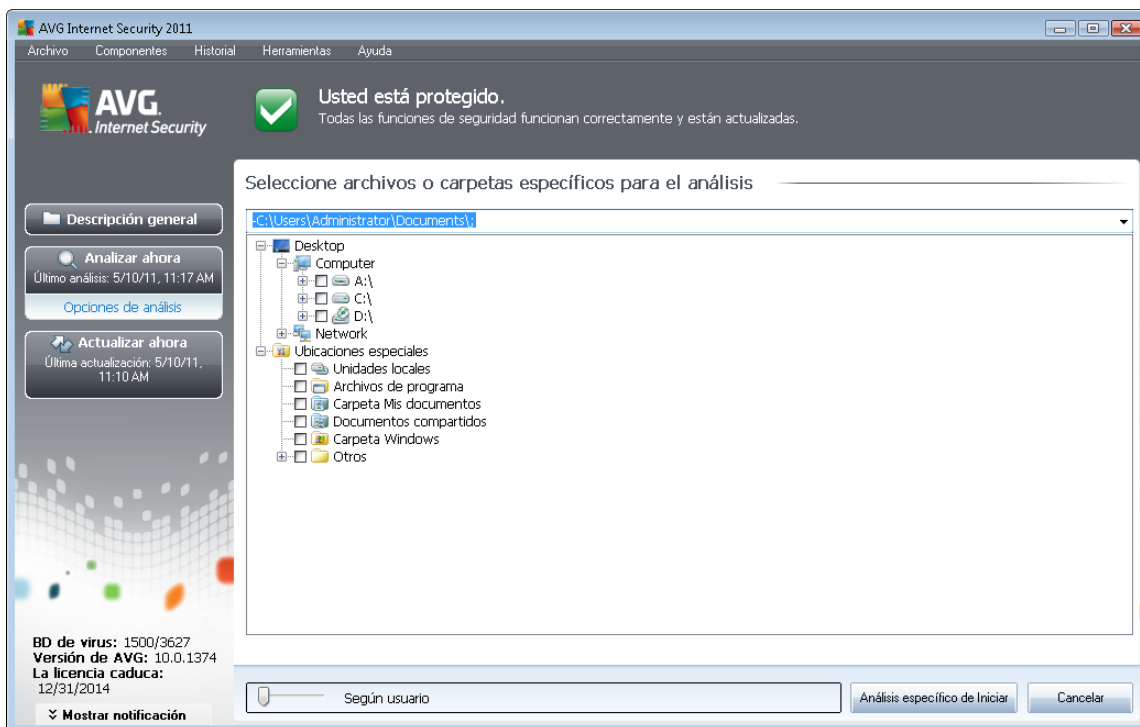 AVG Internet Security 2011
Archivo Componentes Historial Herramientas Ayuda
AVG.
Internet Security
Usted está protegido.
Todas las funciones de seguridad funcionan correctamente y están actualizadas.
Descripción general
Analizar ahora
Último análisis: 5/10/11, 11:17 AM
Opciones de análisis
Actualizar ahora
Última actualización: 5/10/11,
11:10 AM
BD de virus: 1500/3627
Versión de AVG: 10.0.1374
La licencia caduca:
12/31/2014
Mostrar notificación
Seleccione archivos o carpetas específicos para el análisis
-C:\Users\Administrator\Documents\;
Desktop
Computer
A:\
C:\
D:\
Network
Ubicaciones especiales
Unidades locales
Archivos de programa
Carpeta Mis documentos
Documentos compartidos
Carpeta Windows
Otros
Según usuario
Análisis específico de Iniciar
Cancelar